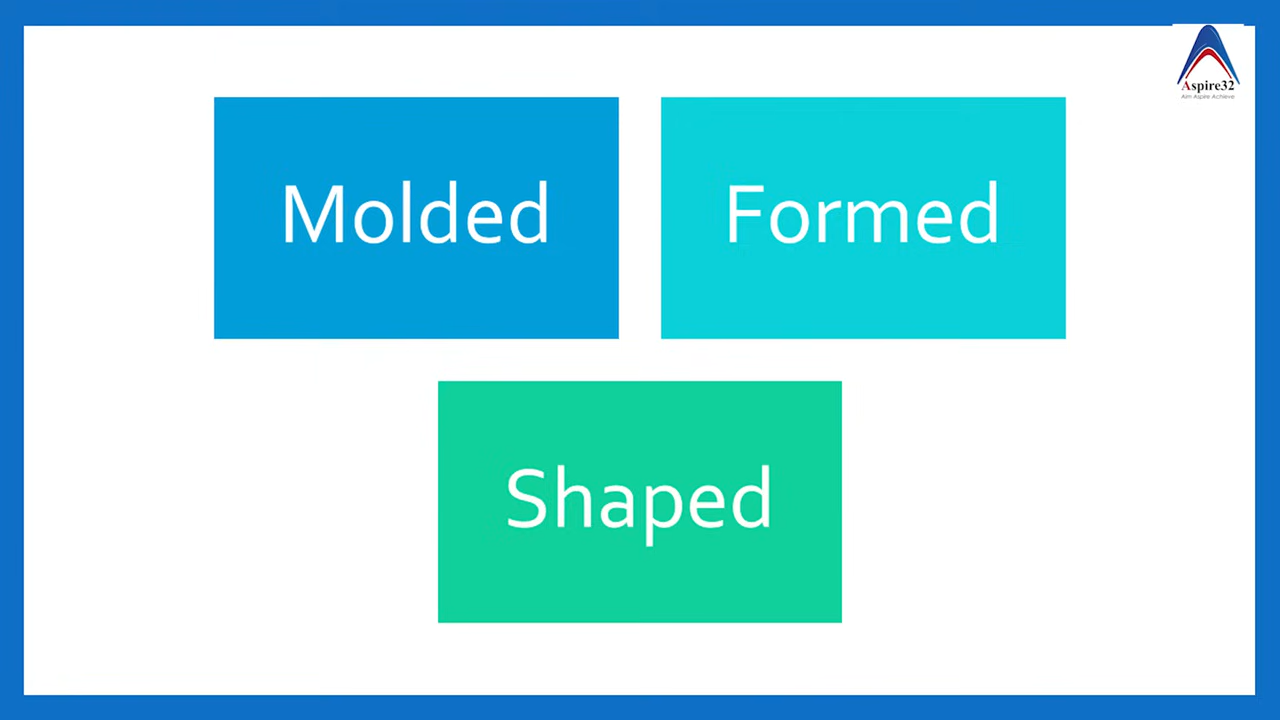 Aspire32
Aim Aspire Achieve
Molded
Formed
Shaped